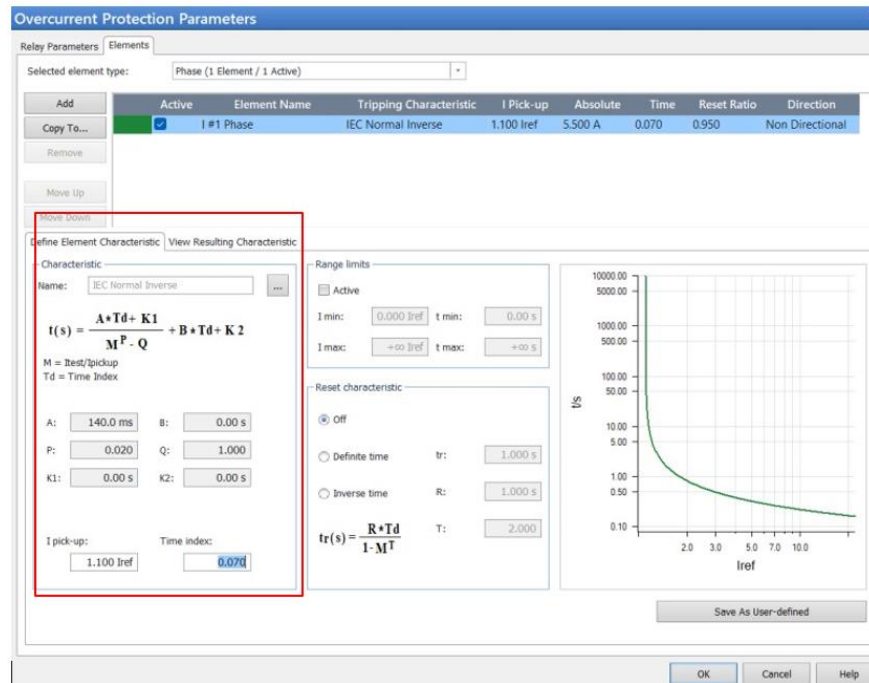 Overcurrent Protection Parameters
Relay Parameters Elements
Selected element type: Phase (1 Element / 1 Active)
Add
Copy To...
Remove
Move Up
Move Down
Active Element Name Tripping Characteristic I Pick-up Absolute Time Reset Ratio Direction
I #1 Phase IEC Normal Inverse 1.100 Iref 5.500 A 0.070 0.950 Non Directional
Define Element Characteristic View Resulting Characteristic
Characteristic
Name: IEC Normal Inverse ...
t(s) = A*Td+ K1 / M^P - Q + B*Td+ K2
M = Itest/Ipickup
Td = Time Index
A: 140.0 ms B: 0.00 s
P: 0.020 Q: 1.000
K1: 0.00 s K2: 0.00 s
I pick-up: Time index:
1.100 Iref 0.070
Range limits
Active
I min: 0.000 Iref t min: 0.00 s
I max: +∞ Iref t max: +∞ s
Reset characteristic
Off
Definite time tr: 1.000 s
Inverse time R: 1.000 s
tr(s) = R*Td / 1-M^T T: 2.000
10000.00
5000.00
1000.00
500.00
100.00
50.00
10.00
5.00
1.00
0.50
0.10
t/s
2.0 3.0 5.0 7.0 10.0
Iref
Save As User-defined
OK Cancel Help